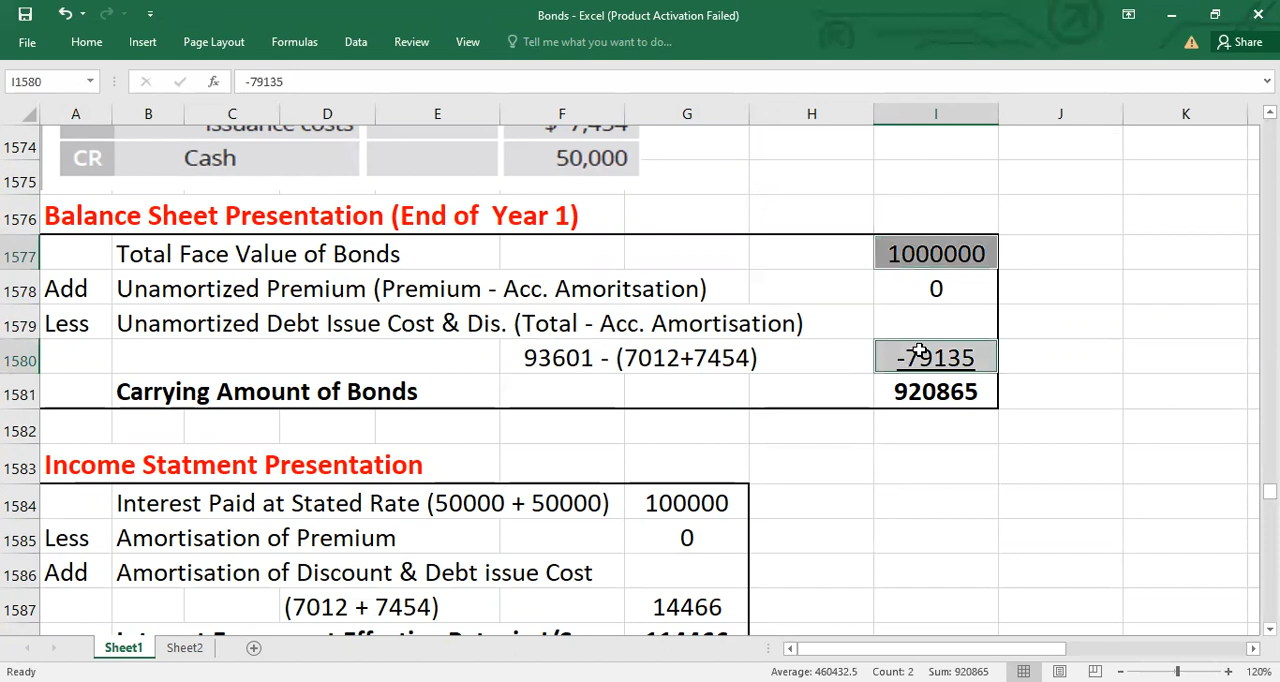 Bonds - Excel (Product Activation Failed)
File Home Insert Page Layout Formulas Data Review View Tell me what you want to do... Share
I1580 fx -79135
A B C D E F G H I J K
1574 Issuance costs $ 7,454
CR Cash 50,000
1575
1576 Balance Sheet Presentation (End of Year 1)
1577 Total Face Value of Bonds 1000000
1578 Add Unamortized Premium (Premium - Acc. Amoritsation) 0
1579 Less Unamortized Debt Issue Cost & Dis. (Total - Acc. Amortisation)
1580 93601 - (7012+7454) -79135
1581 Carrying Amount of Bonds 920865
1582
1583 Income Statment Presentation
1584 Interest Paid at Stated Rate (50000 + 50000) 100000
1585 Less Amortisation of Premium 0
1586 Add Amortisation of Discount & Debt issue Cost
1587 (7012 + 7454) 14466
114466
Sheet1 Sheet2
Ready Average: 460432.5 Count: 2 Sum: 920865 120%